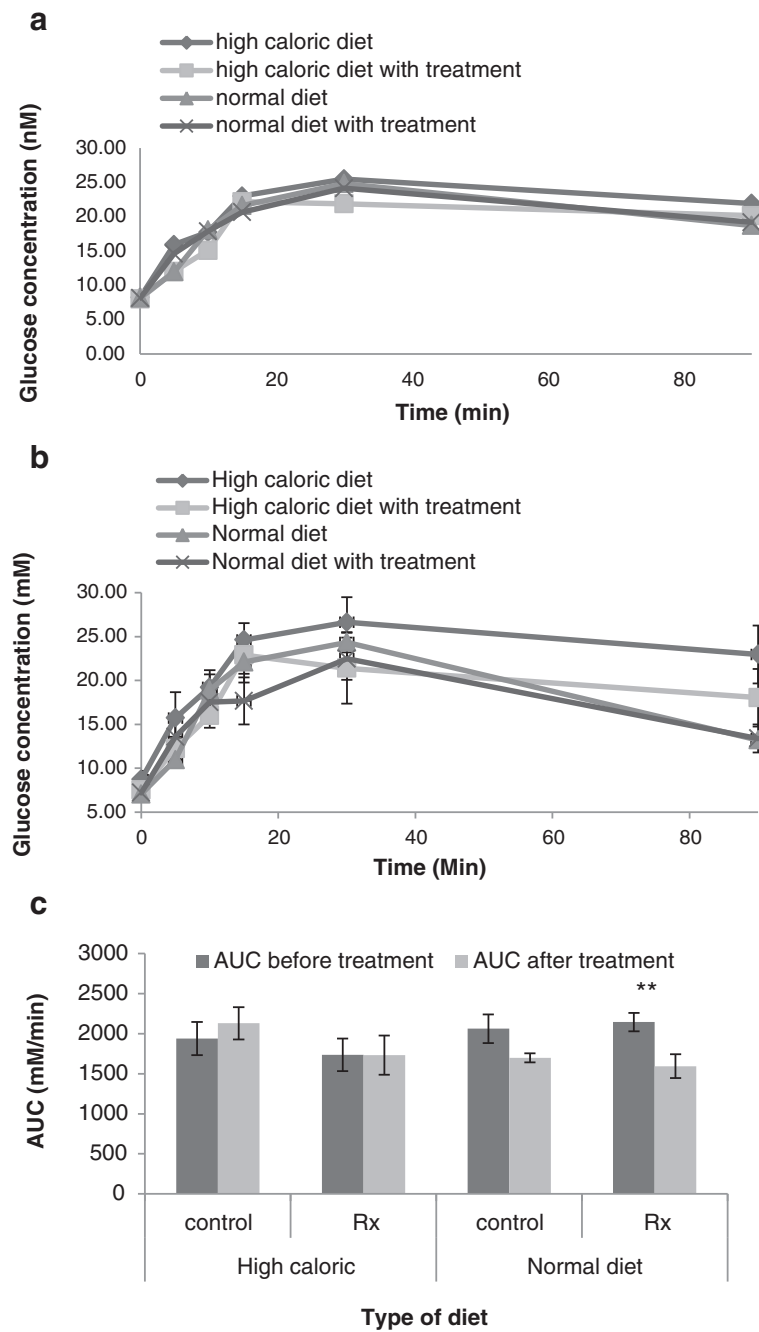 a
high caloric diet
high caloric diet with treatment
normal diet
normal diet with treatment
Glucose concentration (nM)
30.00
25.00
20.00
15.00
10.00
5.00
0.00
0 20 40 60 80
Time (min)
b
High caloric diet
High caloric diet with treatment
Normal diet
Normal diet with treatment
Glucose concentration (mM)
30.00
25.00
20.00
15.00
10.00
5.00
0 20 40 60 80
Time (Min)
c
AUC before treatment AUC after treatment
**
AUC (mM/min)
3000
2500
2000
1500
1000
500
0
control Rx control Rx
High caloric Normal diet
Type of diet